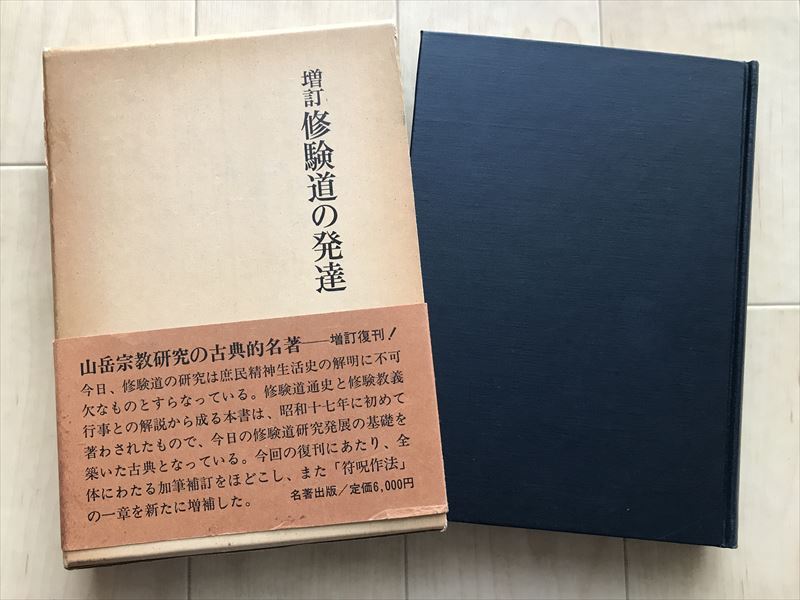 増訂 修験道の発達
山岳宗教研究の古典的名著――増訂復刊！
今日、修験道の研究は庶民精神生活史の解明に不可
欠なものとすらなっている。修験道通史と修験教義
行事との解説から成る本書は、昭和十七年に初めて
著わされたもので、今日の修験道研究発展の基礎を
築いた古典となっている。今回の復刊にあたり、全
体にわたる加筆補訂をほどこし、また「符呪作法」
の一章を新たに増補した。
名著出版／定価6,000円